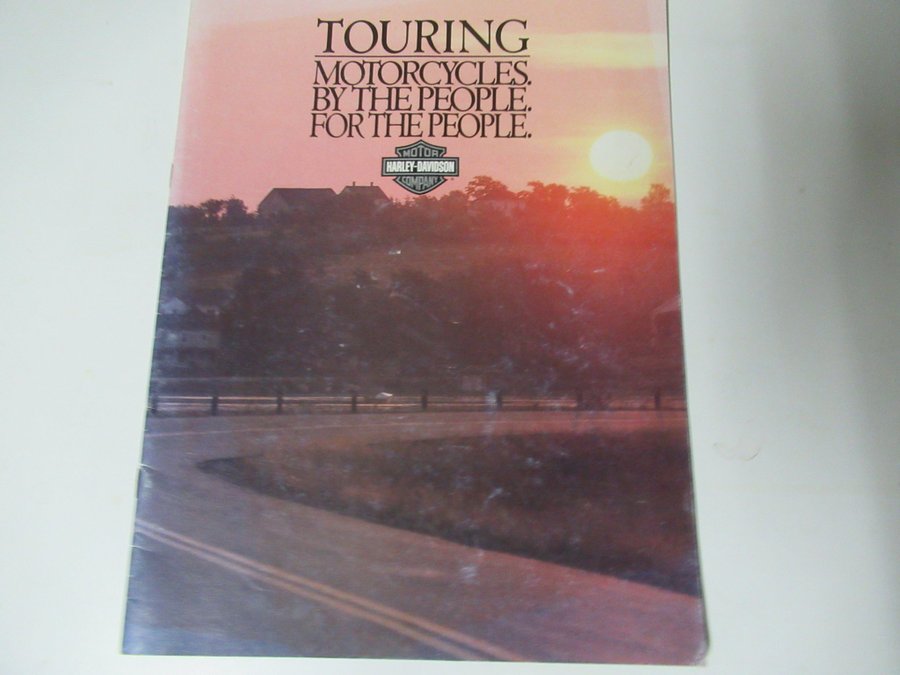 TOURING
MOTORCYCLES.
BY THE PEOPLE.
FOR THE PEOPLE.
MOTOR
HARLEY-DAVIDSON
COMPANY
®